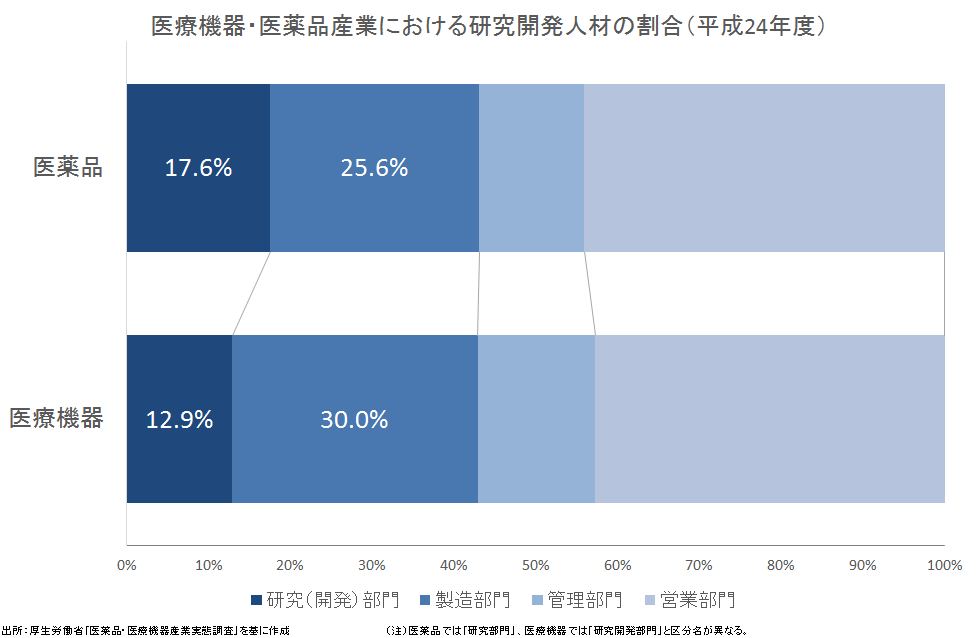 医療機器・医薬品産業における研究開発人材の割合（平成24年度）
医薬品
17.6%
25.6%
医療機器
12.9%
30.0%
0% 10% 20% 30% 40% 50% 60% 70% 80% 90% 100%
研究（開発）部門 製造部門 管理部門 営業部門
出所：厚生労働省「医薬品・医療機器産業実態調査」を基に作成 （注）医薬品では「研究部門」、医療機器では「研究開発部門」と区分名が異なる。